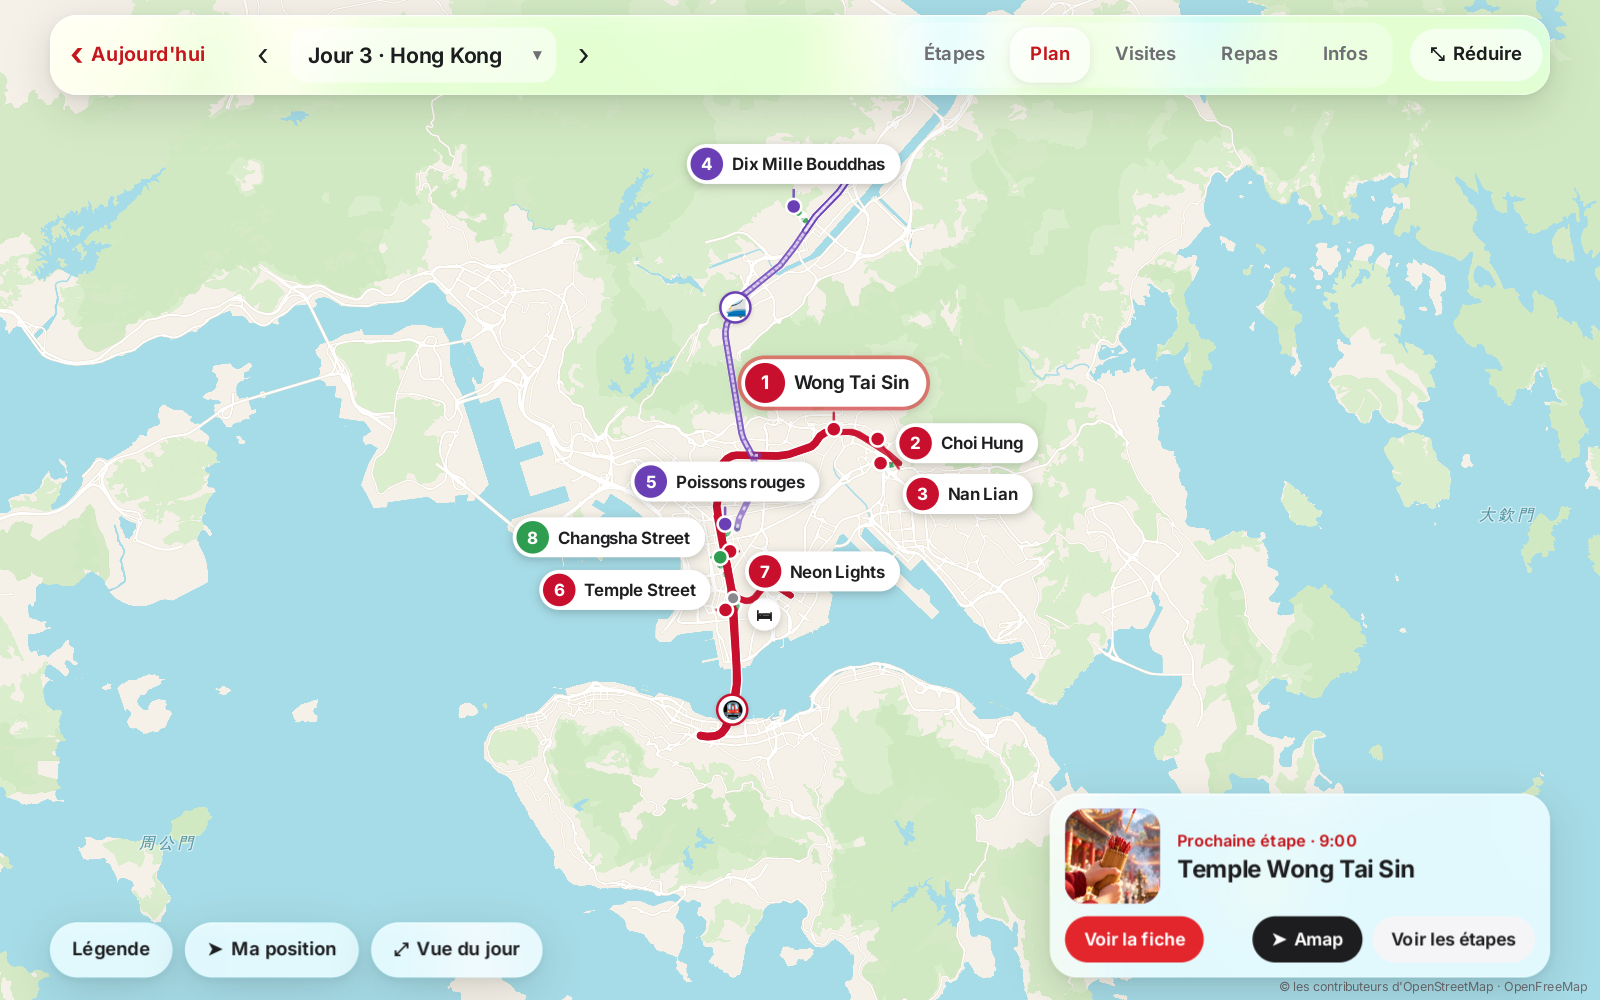 Aujourd'hui
Jour 3 · Hong Kong
Étapes
Plan
Visites
Repas
Infos
Réduire
4 Dix Mille Bouddhas
1 Wong Tai Sin
2 Choi Hung
5 Poissons rouges
3 Nan Lian
大欽門
8 Changsha Street
7 Neon Lights
6 Temple Street
周公門
Prochaine étape · 9:00
Temple Wong Tai Sin
Voir la fiche
Amap
Voir les étapes
Légende
Ma position
Vue du jour
© les contributeurs d'OpenStreetMap · OpenFreeMap